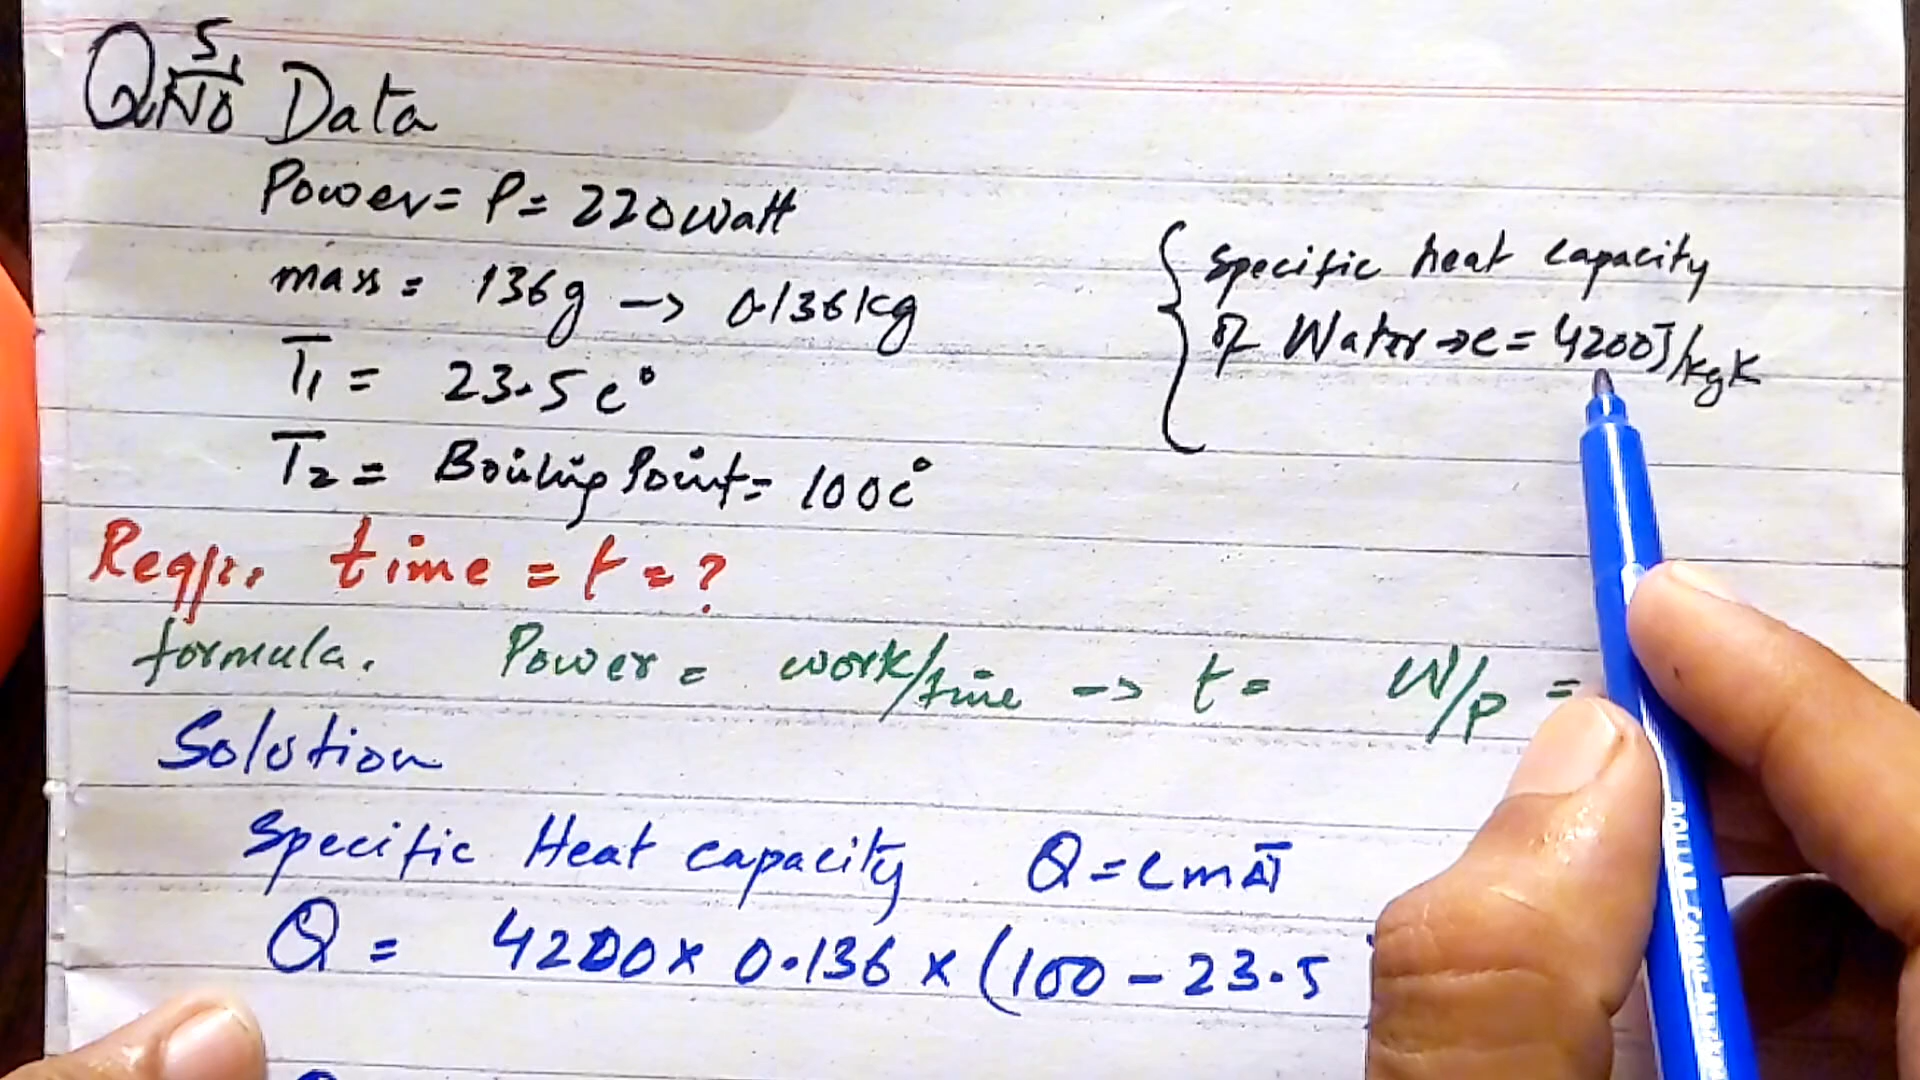 Q.NO 5, Data
Power = P = 220 watt
mass = 136g -> 0.136kg
T₁ = 23.5 c°
T₂ = Boiling Point = 100c°
Specific heat capacity
of Water ⇒ c = 4200J/kgK
Reqr. time = t = ?
formula. Power = work/time -> t = W/P =
Solution
Specific Heat capacity Q = cmΔT
Q = 4200 x 0.136 x (100 - 23.5